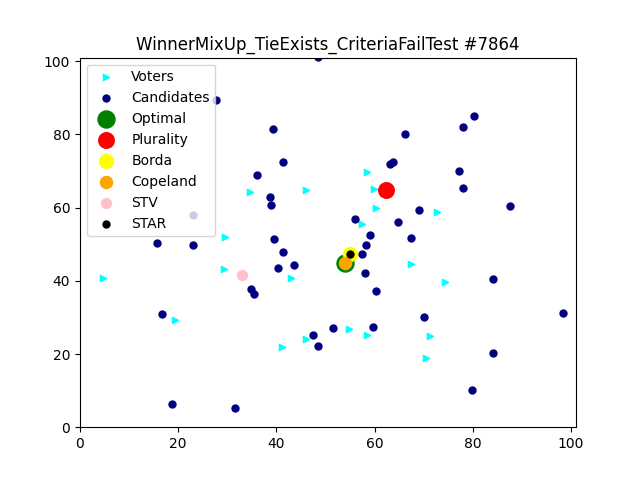 WinnerMixUp_TieExists_CriteriaFailTest #7864
100
80
60
40
20
0
Voters
Candidates
Optimal
Plurality
Borda
Copeland
STV
STAR
0 20 40 60 80 100